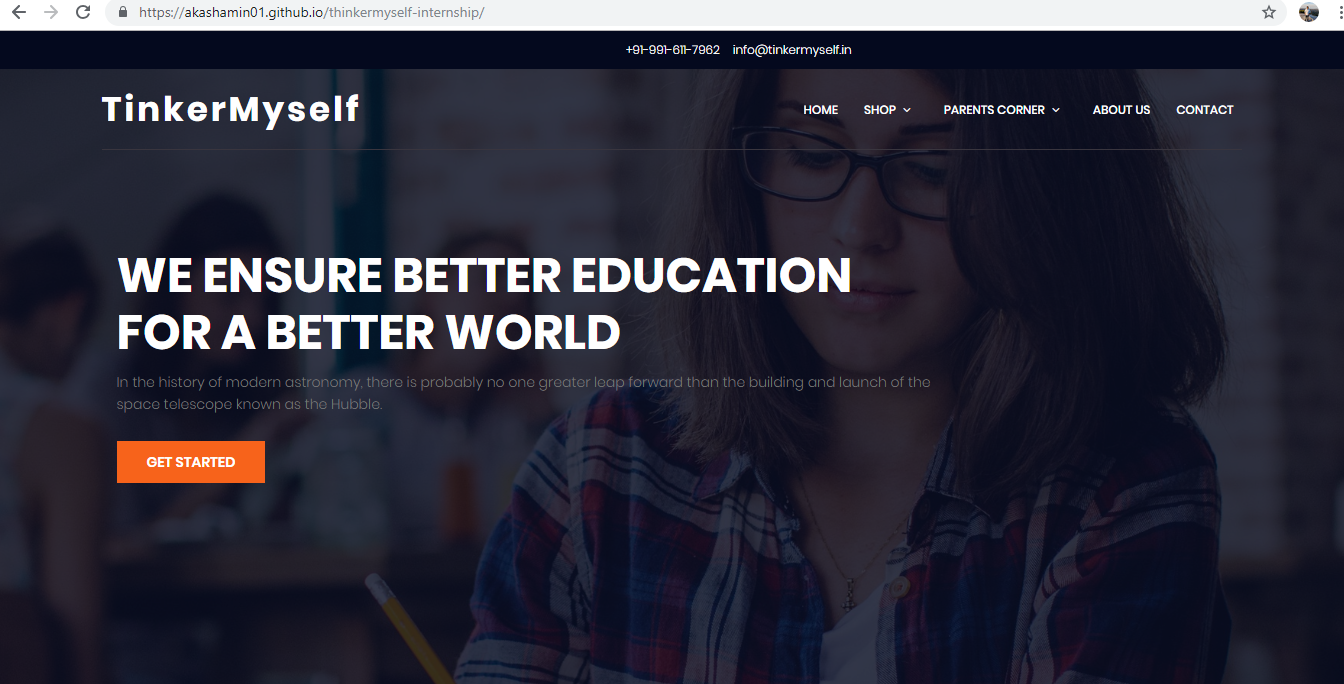 https://akashamin01.github.io/thinkermyself-internship/
+91-991-611-7962 info@tinkermyself.in
TinkerMyself
HOME SHOP PARENTS CORNER ABOUT US CONTACT
WE ENSURE BETTER EDUCATION
FOR A BETTER WORLD
In the history of modern astronomy, there is probably no one greater leap forward than the building and launch of the
space telescope known as the Hubble.
GET STARTED